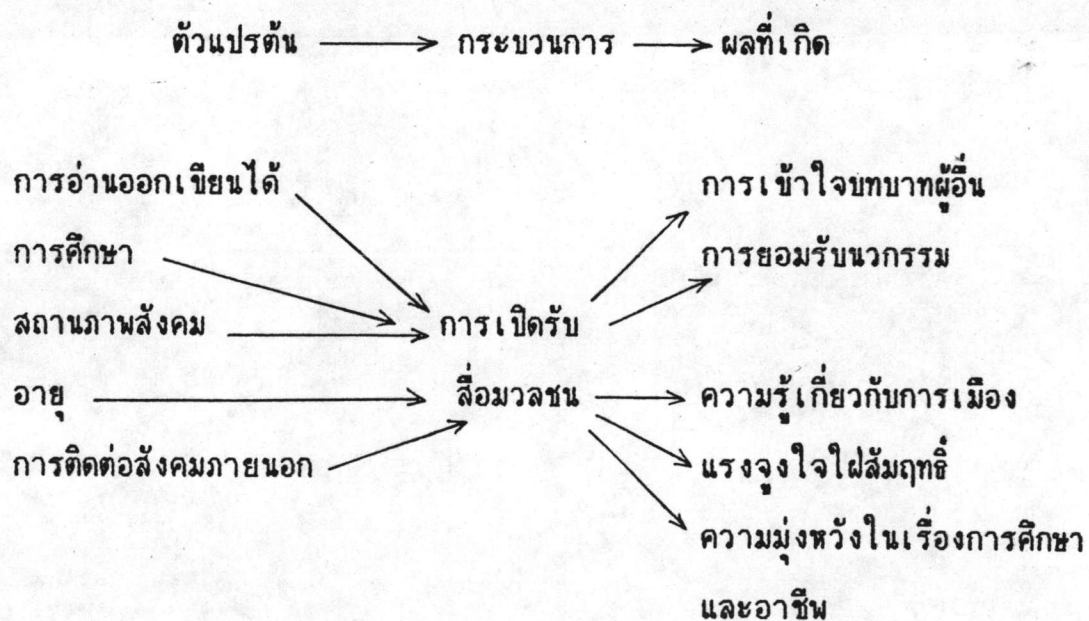 ตัวแปรต้น กระบวนการ ผลที่เกิด
การอ่านออกเขียนได้
การศึกษา
สถานภาพสังคม
อายุ
การติดต่อสังคมภายนอก
การเปิดรับ
สื่อมวลชน
การเข้าใจบทบาทผู้อื่น
การยอมรับนวกรรม
ความรู้เกี่ยวกับการเมือง
แรงจูงใจใฝ่สัมฤทธิ์
ความมุ่งหวังในเรื่องการศึกษา
และอาชีพ